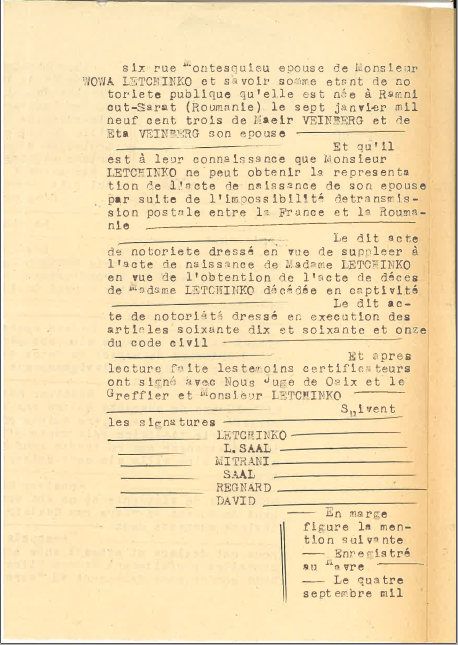 six rue Montesquieu epouse de Monsieur
WOWA LETCHINKO et savoir somme etant de no
toriete publique qu'elle est née à Ramni
cut-Sarat (Roumanie) le sept janvier mil
neuf cent trois de Maeir VEINBERG et de
Eta VEINBERG son epouse
Et qu'il
est à leur connaissance que Monsieur
LETCHINKO ne peut obtenir la representa
tion de l'acte de naissance de son epouse
par suite de l'impossibilité detransmis-
sion postale entre la France et la Rouma-
nie
Le dit acte
de notoriete dressé en vue de suppleer à
l'acte de naissance de Madame LETCHINKO
en vue de l'obtention de l'acte de déces
de Madame LETCHINKO décédée en captivité
Le dit ac-
te de notoriété dressé en execution des
articles soixante dix et soixante et onze
du code civil
Et apres
lecture faite lestemoins certificateurs
ont signé avec Nous Juge de Oaix et le
Greffier et Monsieur LETCHINKO
Suivent
les signatures
LETCHINKO
L.SAAL
MITRANI
SAAL
REGNARD
DAVID
— En marge
figure la men-
tion suivante
— Enregistré
au Havre
— Le quatre
septembre mil